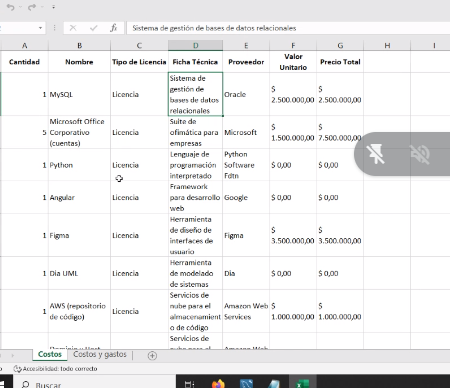 fx Sistema de gestión de bases de datos relacionales
A B C D E F G H I
Cantidad Nombre Tipo de Licencia Ficha Técnica Proveedor Valor Unitario Precio Total
1 MySQL Licencia Sistema de gestión de bases de datos relacionales Oracle $ 2.500.000,00 $ 2.500.000,00
5 Microsoft Office Corporativo (cuentas) Licencia Suite de ofimática para empresas Microsoft $ 1.500.000,00 $ 7.500.000,00
1 Python Licencia Lenguaje de programación interpretado Python Software Fdtn $ 0,00 $ 0,00
1 Angular Licencia Framework para desarrollo web Google $ 0,00 $ 0,00
1 Figma Licencia Herramienta de diseño de interfaces de usuario Figma $ 3.500.000,00 $ 3.500.000,00
1 Dia UML Licencia Herramienta de modelado de sistemas Dia $ 0,00 $ 0,00
1 AWS (repositorio de código) Licencia Servicios de nube para el almacenamient o de código Amazon Web Services $ 1.000.000,00 $ 1.000.000,00
Dominio y Host Servicios de nube para el Amazon Web
Costos Costos y gastos
Accesibilidad: todo correcto
Buscar